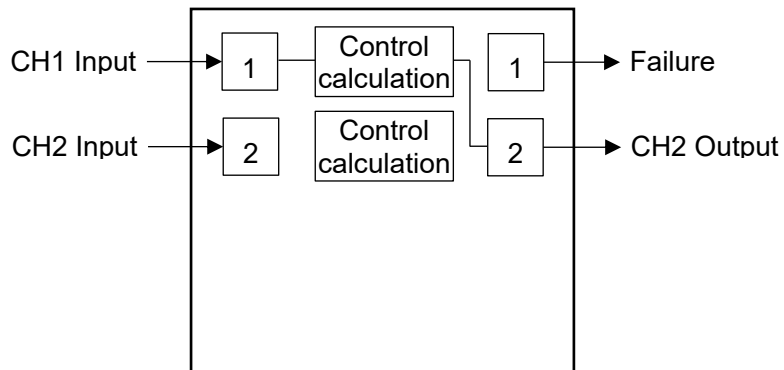 CH1 Input
1
Control
calculation
1
Failure
CH2 Input
2
Control
calculation
2
CH2 Output